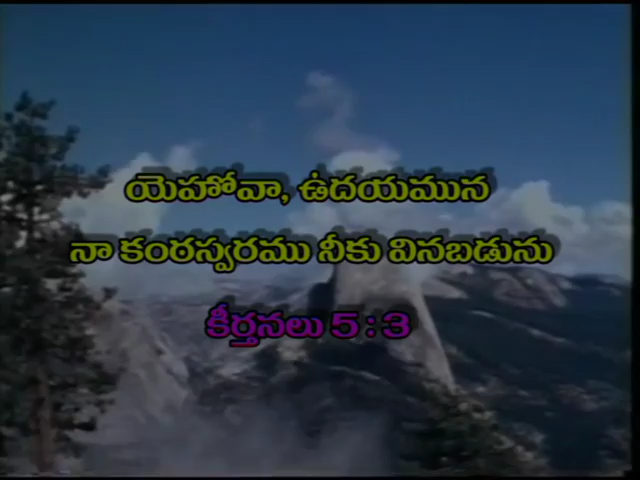 యెహోవా, ఉదయమున
నా కంఠస్వరము నీకు వినబడును
కీర్తనలు 5 : 3